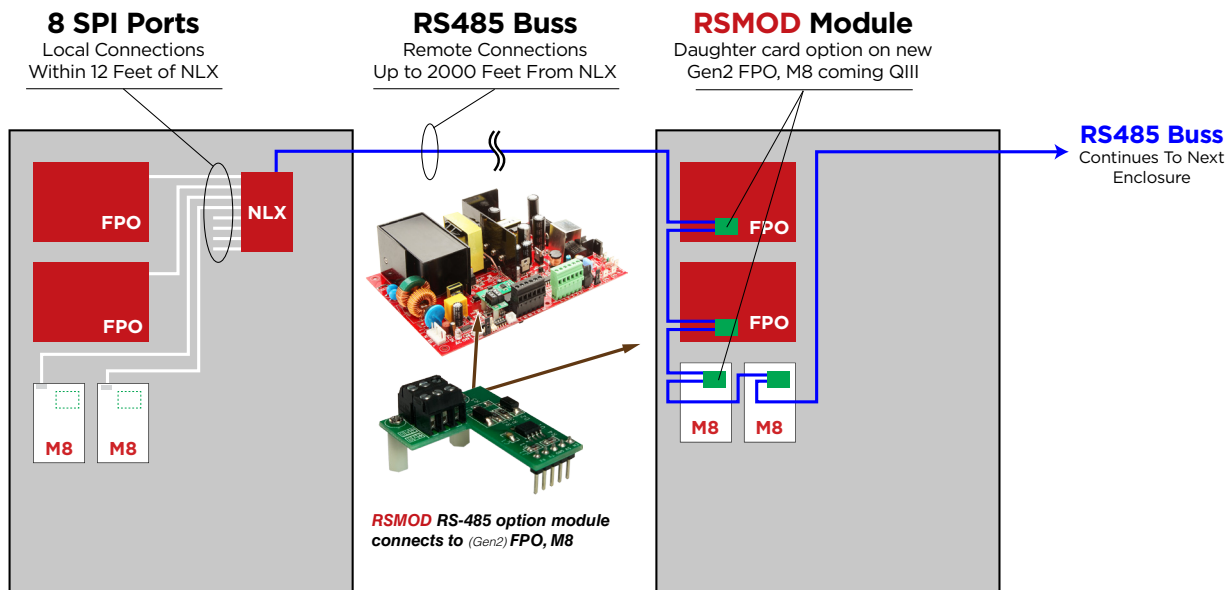 8 SPI Ports
Local Connections
Within 12 Feet of NLX
RS485 Buss
Remote Connections
Up to 2000 Feet From NLX
RSMOD Module
Daughter card option on new
Gen2 FPO, M8 coming QIII
RS485 Buss
Continues To Next
Enclosure
FPO
NLX
FPO
M8
M8
FPO
FPO
M8
M8
RSMOD RS-485 option module
connects to (Gen2) FPO, M8